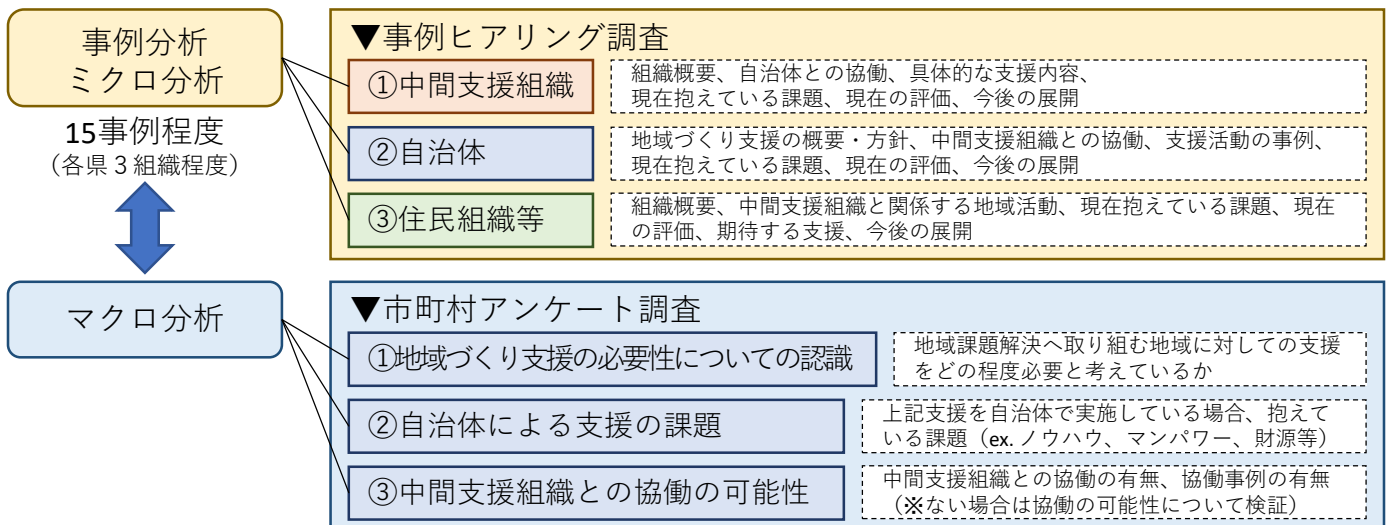 事例分析
ミクロ分析
15事例程度
(各県３組織程度)
▼事例ヒアリング調査
①中間支援組織
組織概要、自治体との協働、具体的な支援内容、
現在抱えている課題、現在の評価、今後の展開
②自治体
地域づくり支援の概要・方針、中間支援組織との協働、支援活動の事例、
現在抱えている課題、現在の評価、今後の展開
③住民組織等
組織概要、中間支援組織と関係する地域活動、現在抱えている課題、現在
の評価、期待する支援、今後の展開
マクロ分析
▼市町村アンケート調査
①地域づくり支援の必要性についての認識
地域課題解決へ取り組む地域に対しての支援
をどの程度必要と考えているか
②自治体による支援の課題
上記支援を自治体で実施している場合、抱えて
いる課題（ex. ノウハウ、マンパワー、財源等）
③中間支援組織との協働の可能性
中間支援組織との協働の有無、協働事例の有無
（※ない場合は協働の可能性について検証）